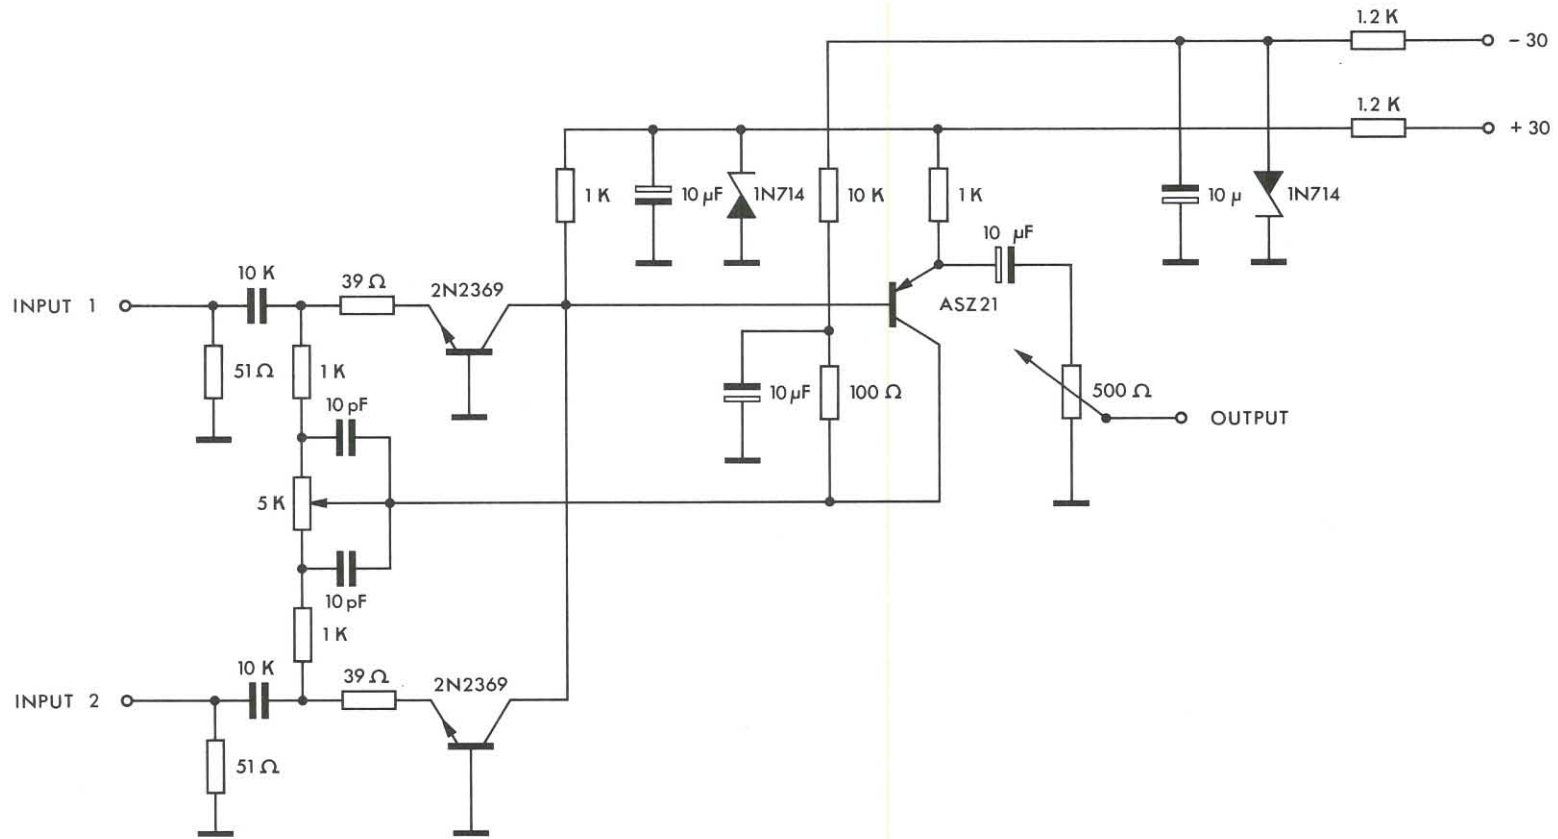 1.2 K
- 30
1.2 K
+ 30
1 K
10 µF
1N714
10 K
1 K
10 µ
1N714
10 µF
10 K
39 Ω
2N2369
INPUT 1
ASZ21
51 Ω
1 K
10 µF
100 Ω
500 Ω
10 pF
OUTPUT
5 K
10 pF
1 K
10 K
39 Ω
2N2369
INPUT 2
51 Ω